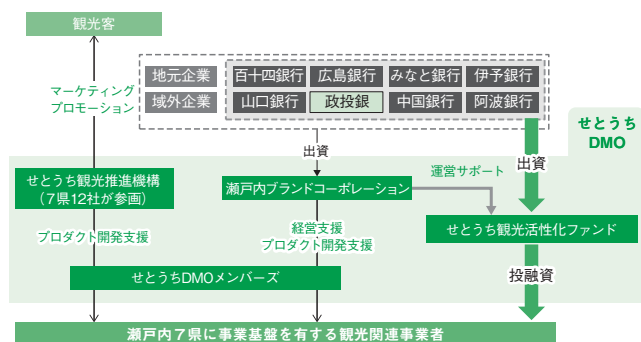 観光客
マーケティング
プロモーション
地元企業
百十四銀行
広島銀行
みなと銀行
伊予銀行
域外企業
山口銀行
政投銀
中国銀行
阿波銀行
せとうち
DMO
出資
出資
運営サポート
せとうち観光推進機構
（7県12社が参画）
瀬戸内ブランドコーポレーション
せとうち観光活性化ファンド
プロダクト開発支援
経営支援
プロダクト開発支援
せとうちDMOメンバーズ
投融資
瀬戸内7県に事業基盤を有する観光関連事業者